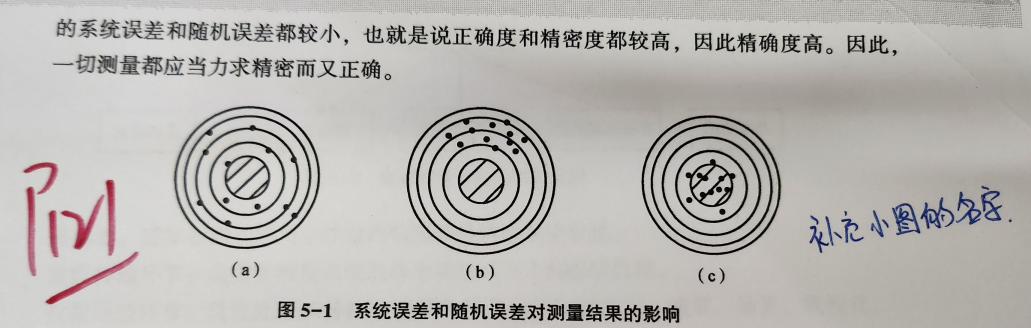 的系统误差和随机误差都较小，也就是说正确度和精密度都较高，因此精确度高。因此，
一切测量都应当力求精密而又正确。
P121
补充小图的名字.
(a)
(b)
(c)
图 5-1 系统误差和随机误差对测量结果的影响